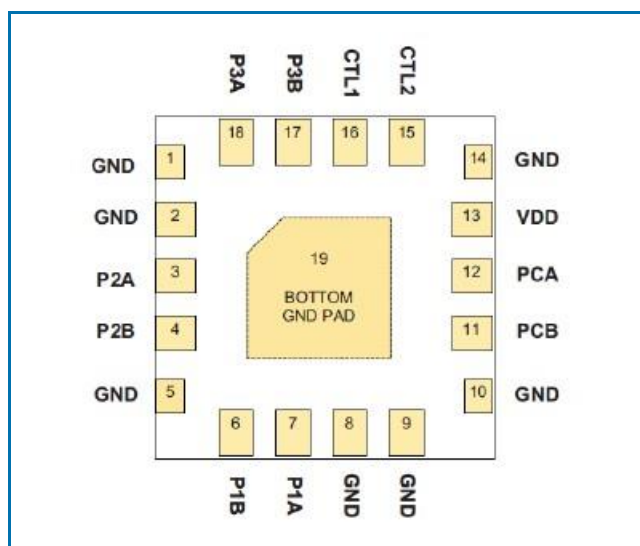 P3A
P3B
CTL1
CTL2
18
17
16
15
GND 1
14 GND
GND 2
13 VDD
P2A 3
12 PCA
19
BOTTOM
GND PAD
P2B 4
11 PCB
GND 5
10 GND
6
7
8
9
P1B
P1A
GND
GND